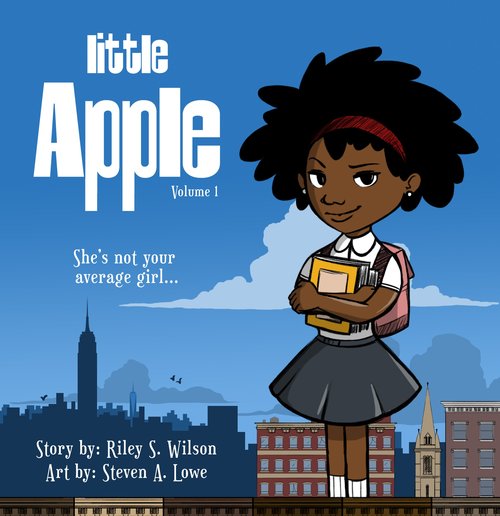 little
Apple
Volume 1
She's not your
average girl...
Story by: Riley S. Wilson
Art by: Steven A. Lowe